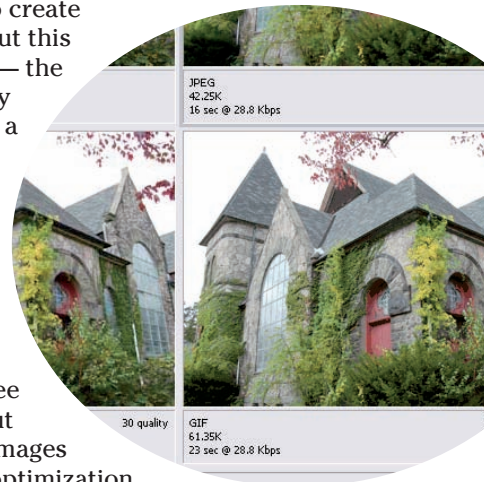 create
ut this
— the
a
JPEG
42.25K
16 sec @ 28.8 Kbps
30 quality
GIF
61.35K
23 sec @ 28.8 Kbps
ee
ut
mages
optimization